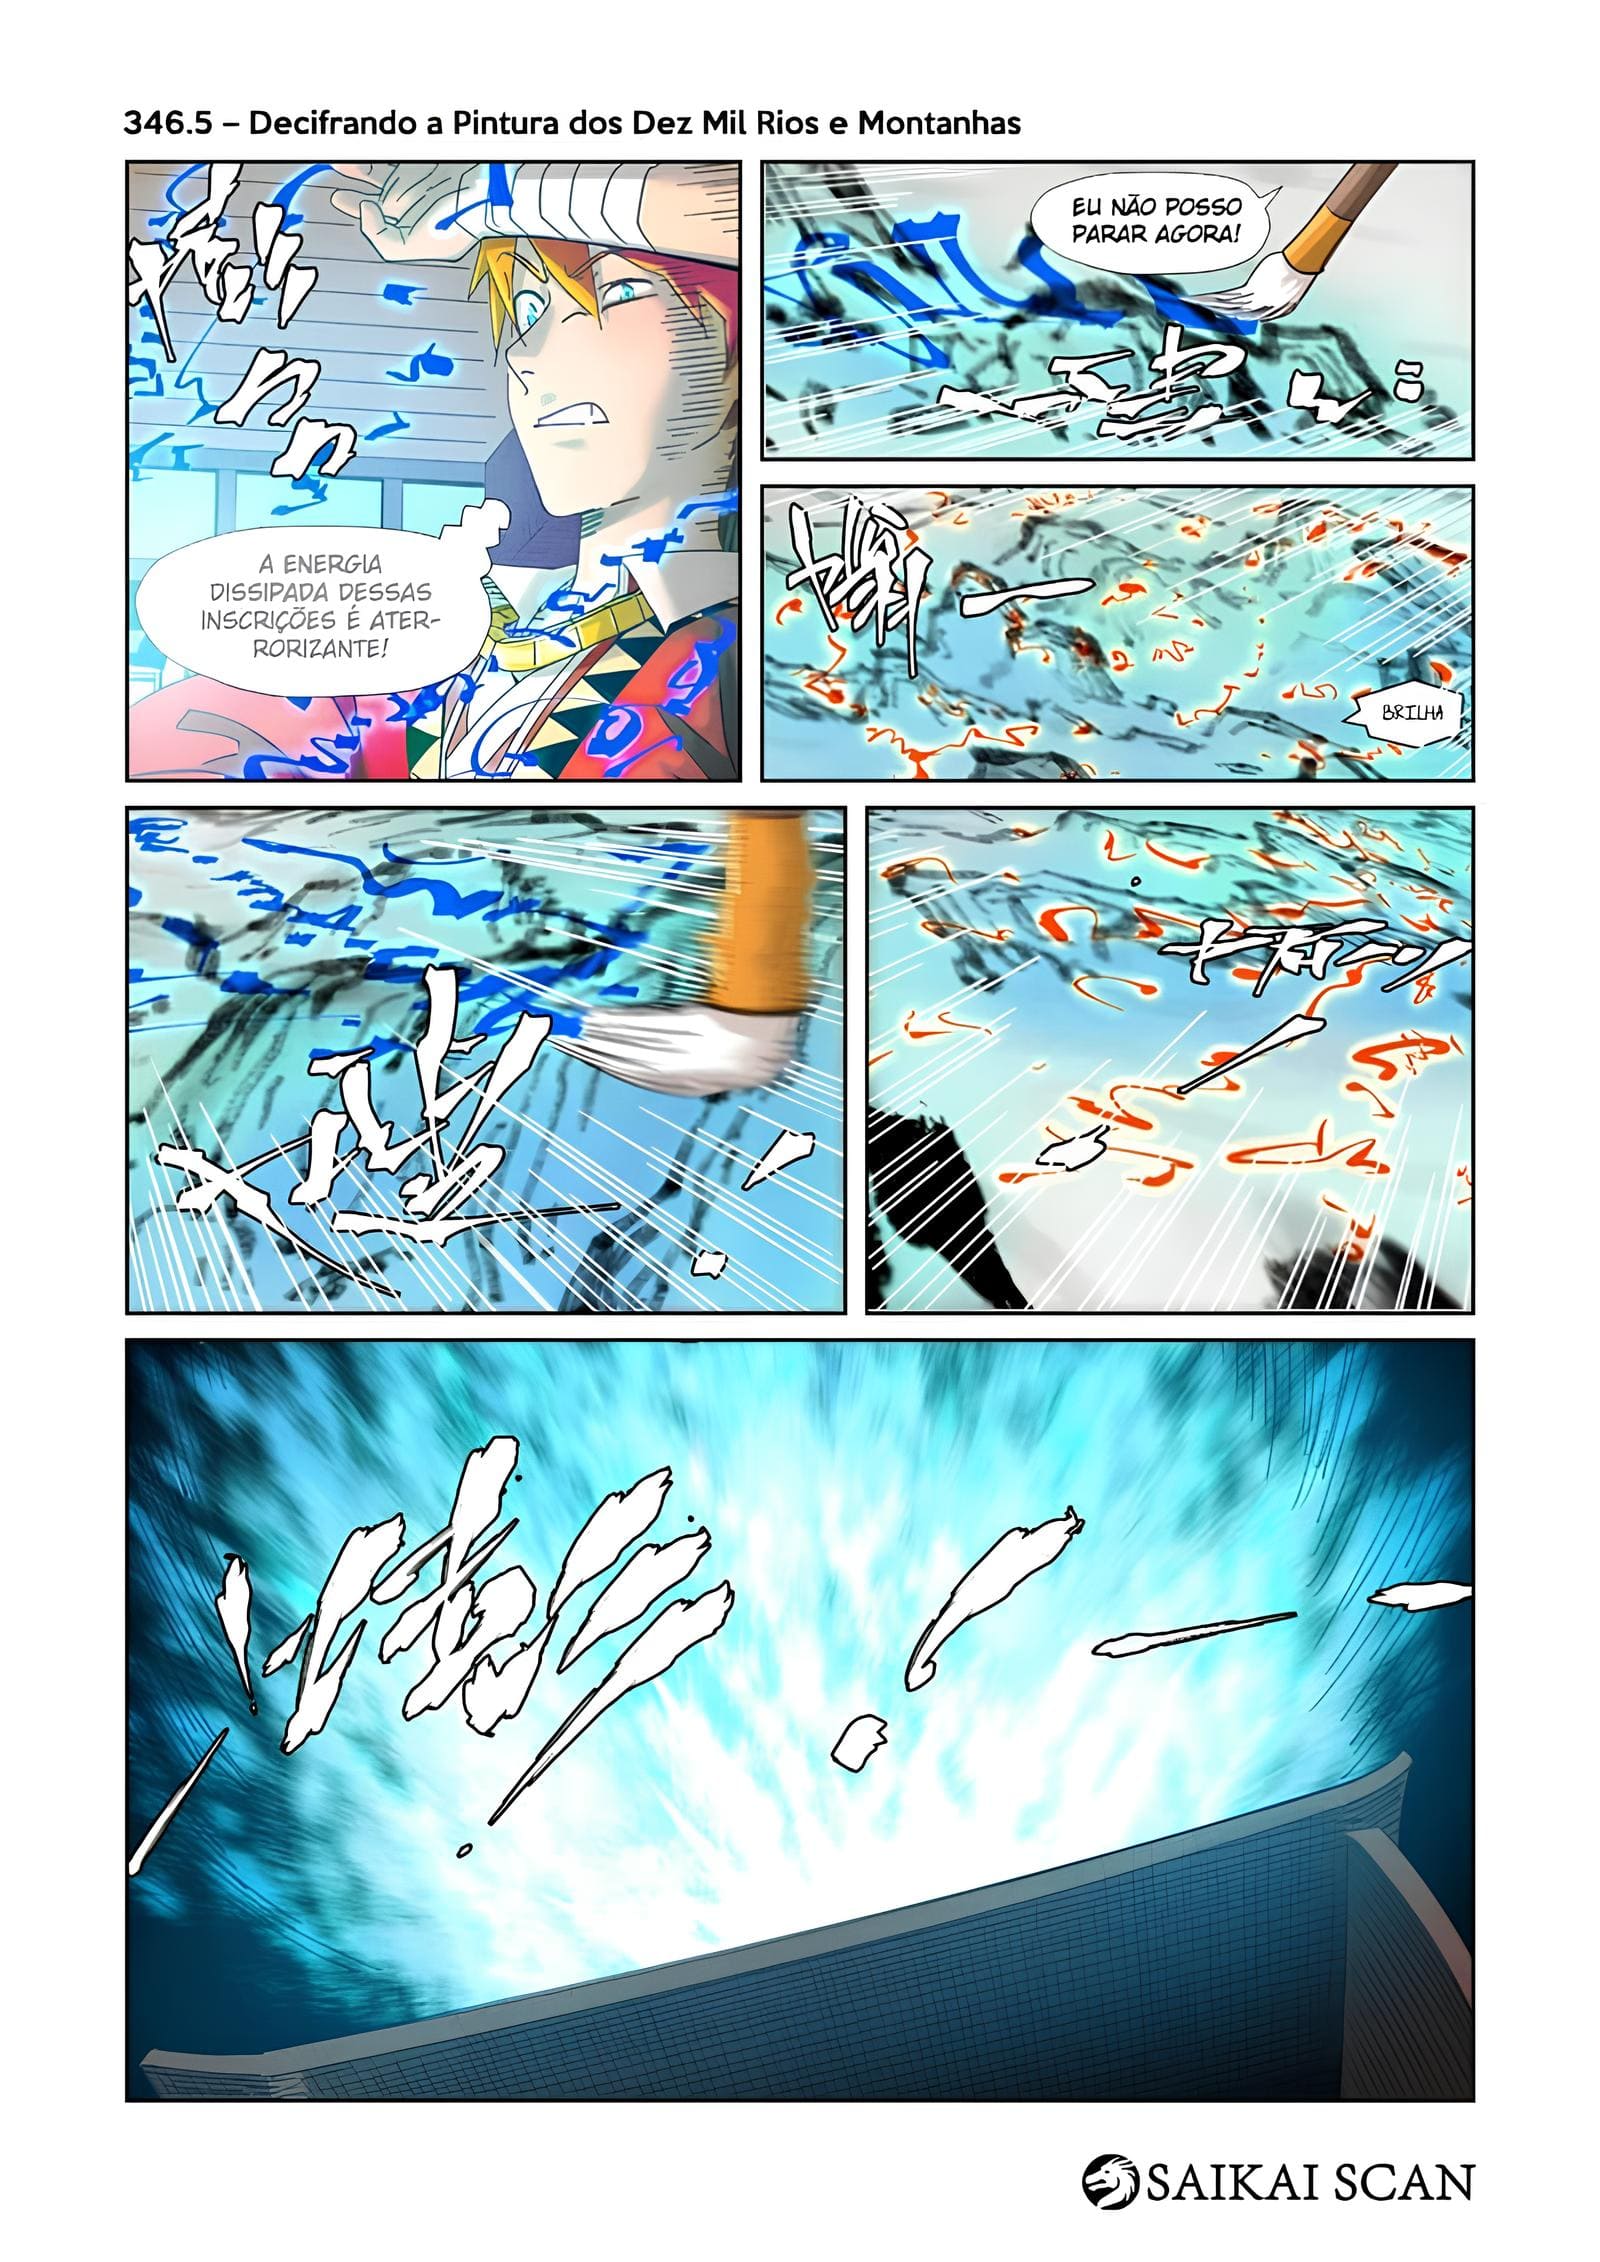 346.5 – Decifrando a Pintura dos Dez Mil Rios e Montanhas
A ENERGIA
DISSIPADA DESSAS
INSCRIÇÕES É ATER-
RORIZANTE!
EU NÃO POSSO
PARAR AGORA!
BRILHA
SAIKAI SCAN